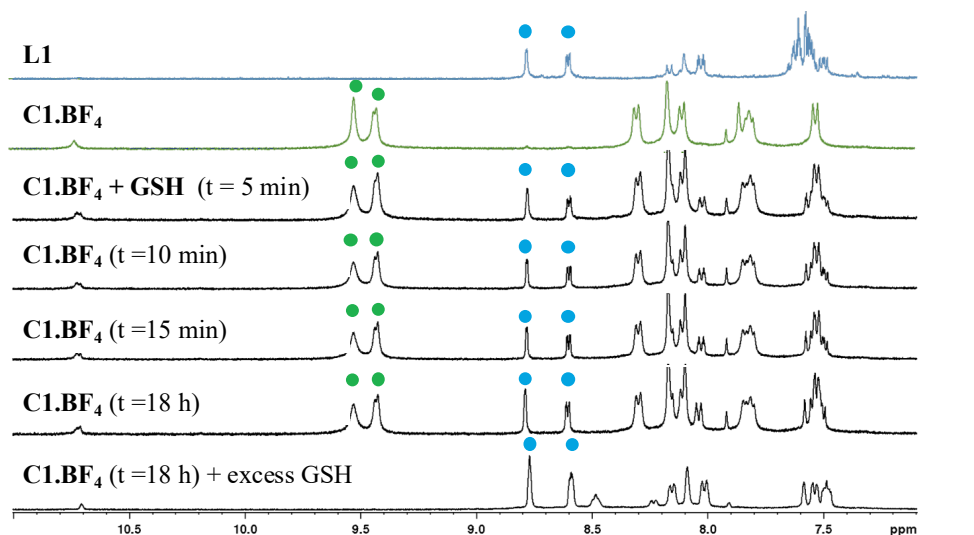 L1
C1.BF₄
C1.BF₄ + GSH (t = 5 min)
C1.BF₄ (t =10 min)
C1.BF₄ (t =15 min)
C1.BF₄ (t =18 h)
C1.BF₄ (t =18 h) + excess GSH
10.5 10.0 9.5 9.0 8.5 8.0 7.5 ppm